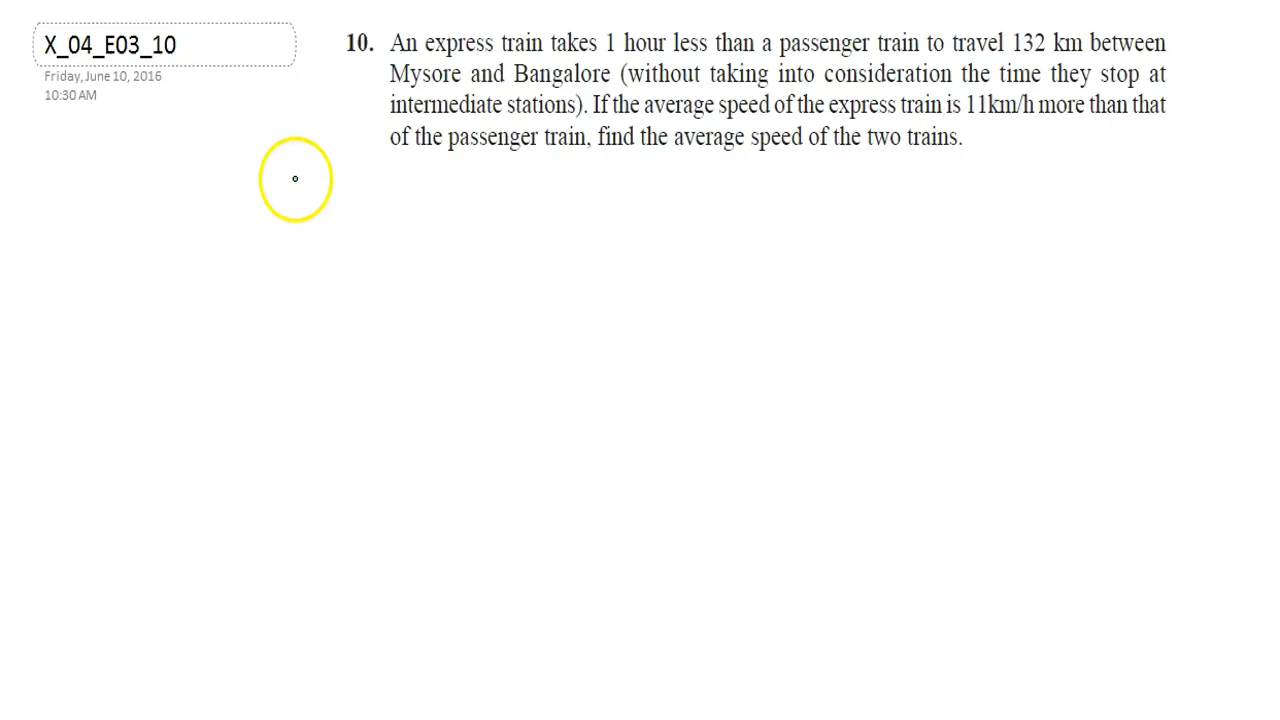 X_04_E03_10
Friday, June 10, 2016
10:30 AM
10. An express train takes 1 hour less than a passenger train to travel 132 km between
Mysore and Bangalore (without taking into consideration the time they stop at
intermediate stations). If the average speed of the express train is 11km/h more than that
of the passenger train, find the average speed of the two trains.